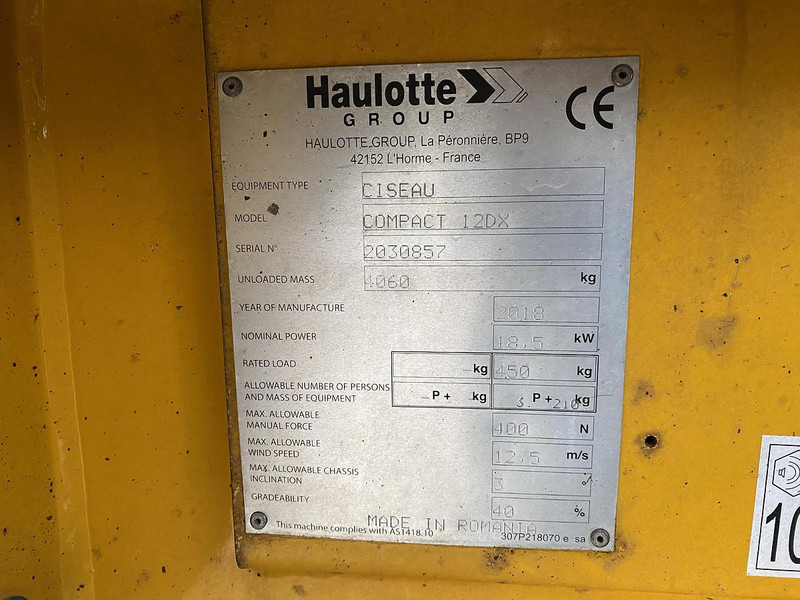 Haulotte
GROUP
CE
HAULOTTE GROUP, La Péronnière, BP9
42152 L'Horme - France
EQUIPMENT TYPE CISEAU
MODEL COMPACT 12DX
SERIAL N° 2030857
UNLOADED MASS 4060 kg
YEAR OF MANUFACTURE 2018
NOMINAL POWER 18,5 kW
RATED LOAD - kg 450 kg
ALLOWABLE NUMBER OF PERSONS
AND MASS OF EQUIPMENT - P + kg 3 P + 210 kg
MAX. ALLOWABLE
MANUAL FORCE 400 N
MAX. ALLOWABLE
WIND SPEED 12,5 m/s
MAX. ALLOWABLE CHASSIS
INCLINATION 3 °
GRADEABILITY 40 %
MADE IN ROMANIA
This machine complies with AS1418.10
307P218070 e sa
10